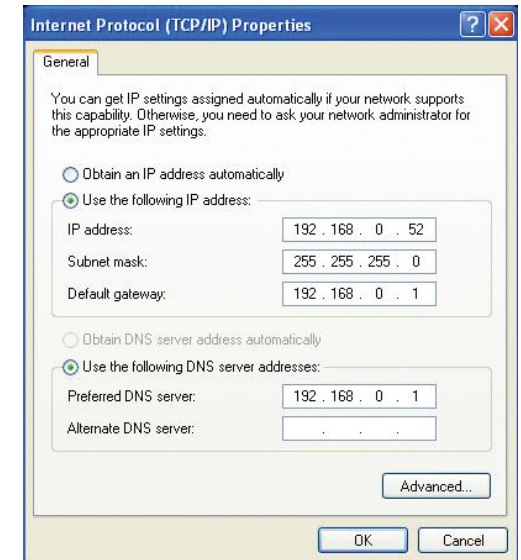 Internet Protocol (TCP/IP) Properties
General
You can get IP settings assigned automatically if your network supports
this capability. Otherwise, you need to ask your network administrator for
the appropriate IP settings.
Obtain an IP address automatically
Use the following IP address:
IP address: 192 . 168 . 0 . 52
Subnet mask: 255 . 255 . 255 . 0
Default gateway: 192 . 168 . 0 . 1
Obtain DNS server address automatically
Use the following DNS server addresses:
Preferred DNS server: 192 . 168 . 0 . 1
Alternate DNS server: . . .
Advanced...
OK Cancel